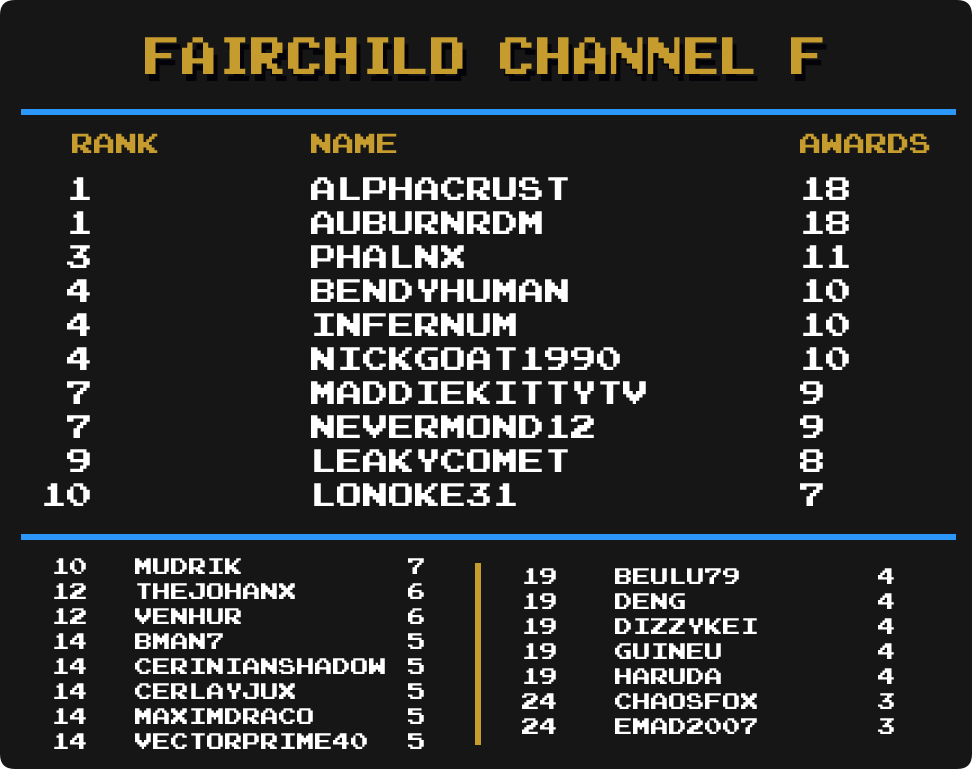 FAIRCHILD CHANNEL F
RANK NAME AWARDS
1 ALPHACRUST 18
1 AUBURNRDM 18
3 PHALNX 11
4 BENDYHUMAN 10
4 INFERNUM 10
4 NICKGOAT1990 10
7 MADDIEKITTYTV 9
7 NEVERMOND12 9
9 LEAKYCOMET 8
10 LONOKE31 7
10 MUDRIK 7
12 THEJOHANX 6
12 VENHUR 6
14 BMAN7 5
14 CERINIANSHADOW 5
14 CERLAYJUX 5
14 MAXIMDRACO 5
14 VECTORPRIME40 5
19 BEULU79 4
19 DENG 4
19 DIZZYKEI 4
19 GUINEU 4
19 HARUDA 4
24 CHAOSFOX 3
24 EMAD2007 3